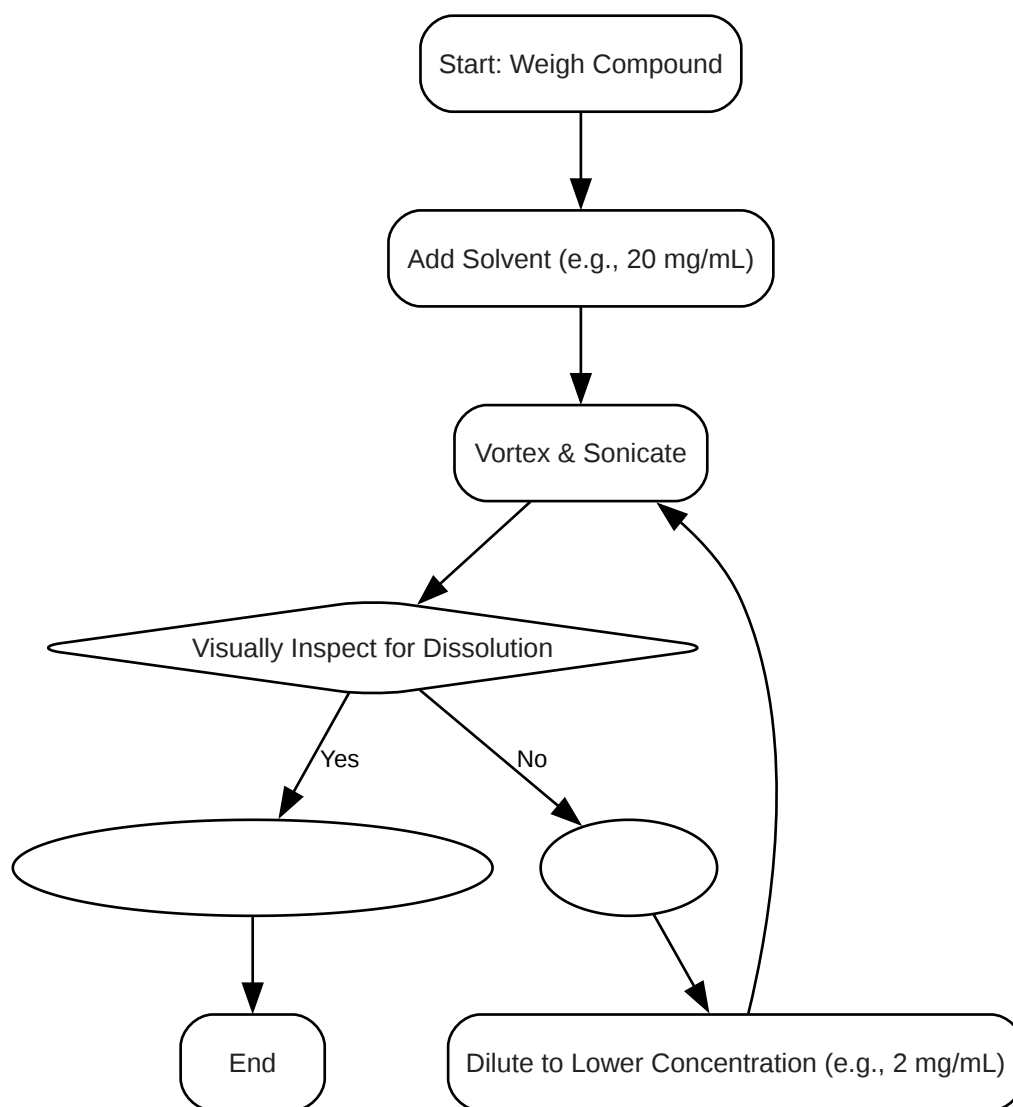 Start: Weigh Compound
Add Solvent (e.g., 20 mg/mL)
Vortex & Sonicate
Visually Inspect for Dissolution
Yes
No
End
Dilute to Lower Concentration (e.g., 2 mg/mL)